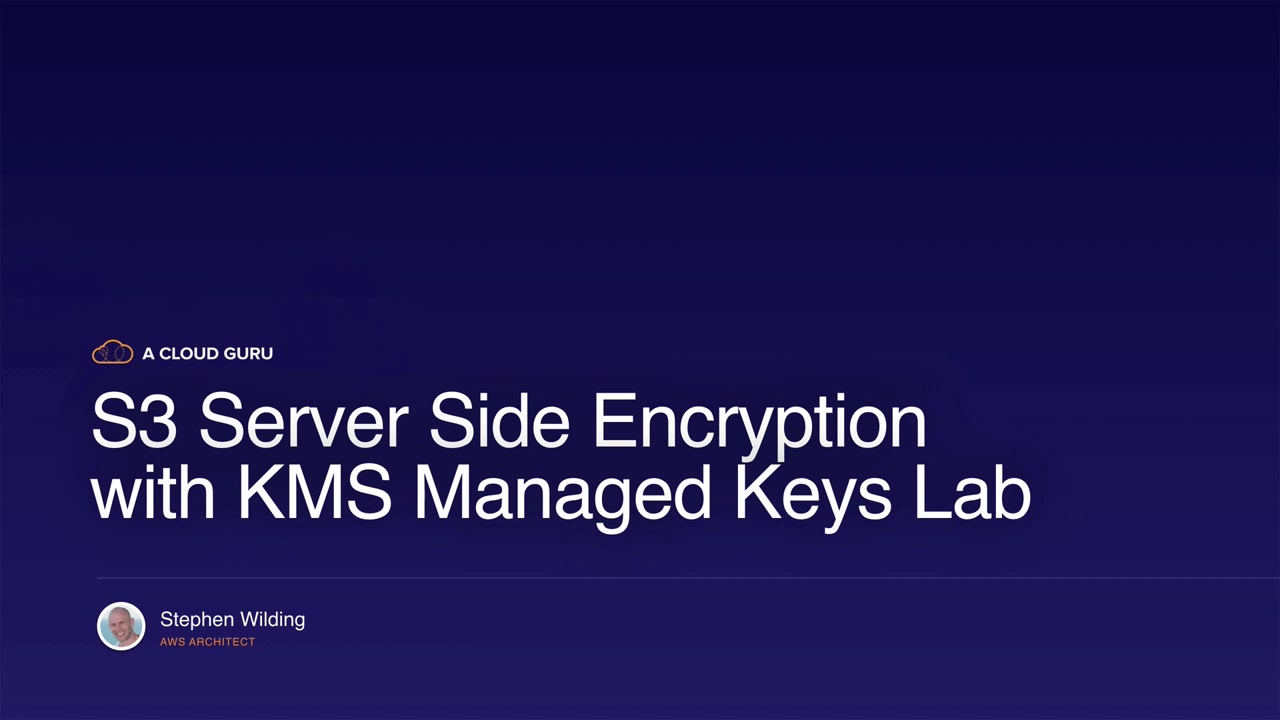 A CLOUD GURU
S3 Server Side Encryption
with KMS Managed Keys Lab
Stephen Wilding
AWS ARCHITECT